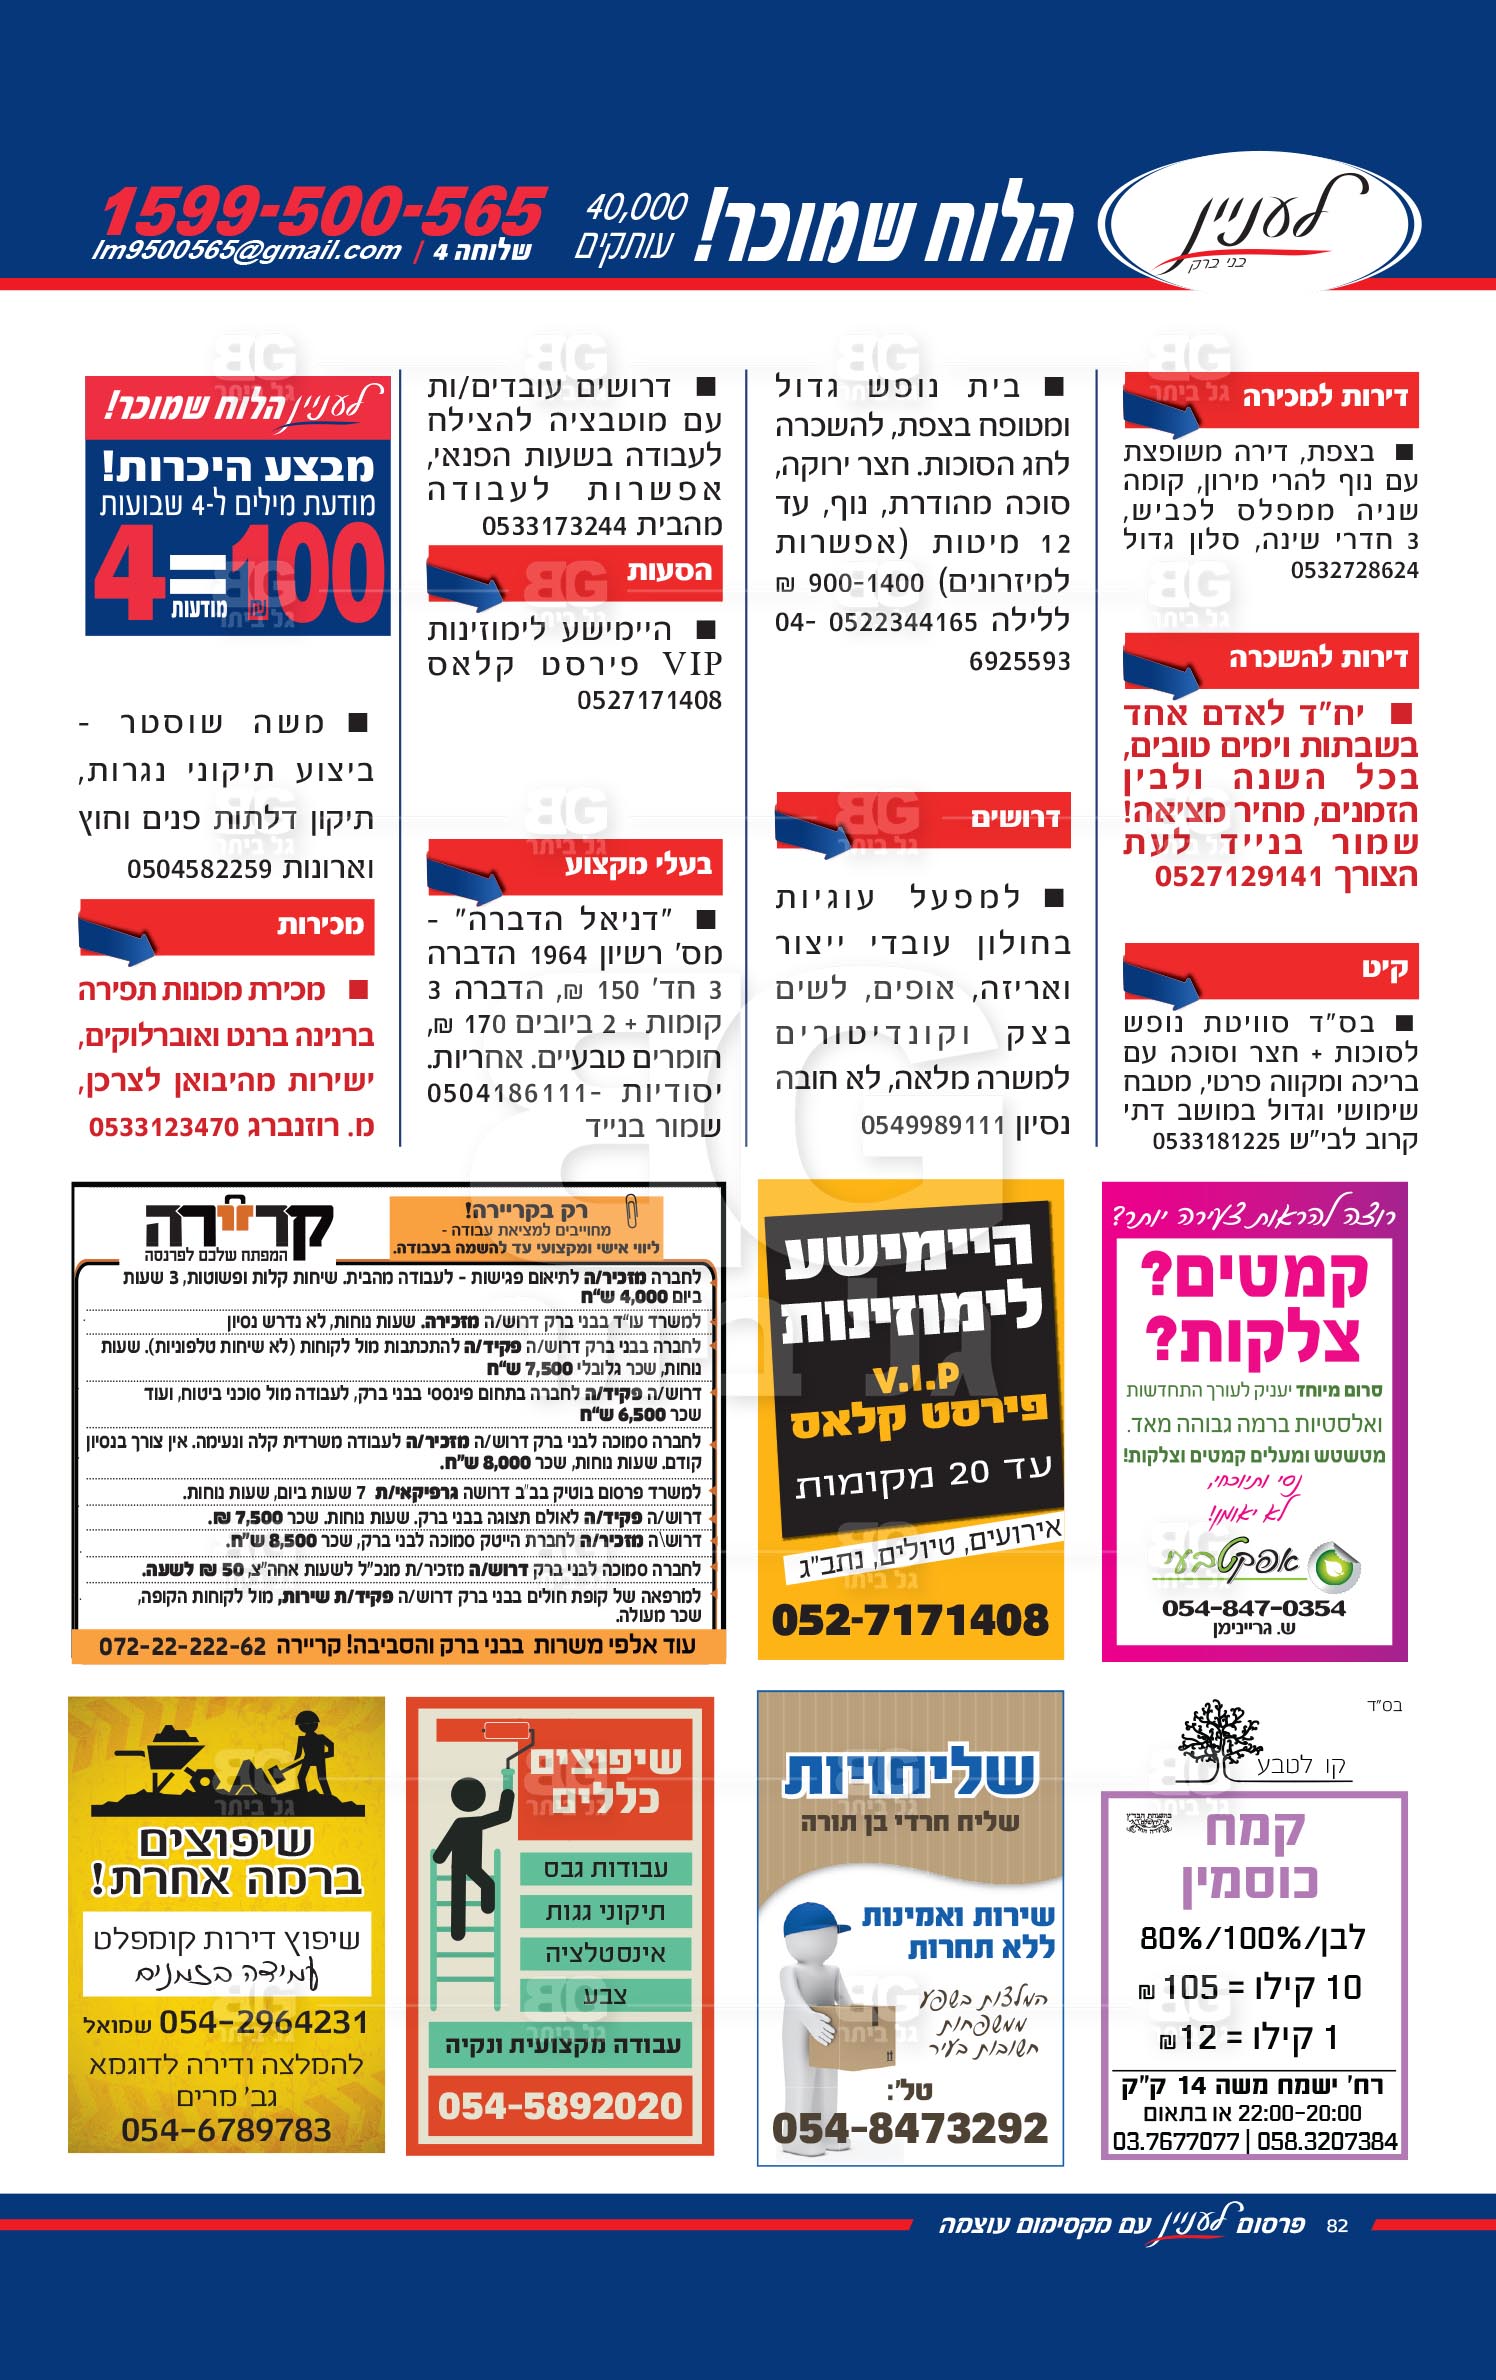 לעניין
בני ברק
הלוח שמוכר!
40,000
עותקים
1599-500-565
שלוחה 4 / lm9500565@gmail.com
דירות למכירה
■ בצפת, דירה משופצת
עם נוף להרי מירון, קומה
שניה ממפלס לכביש,
3 חדרי שינה, סלון גדול
0532728624
דירות להשכרה
■ יח"ד לאדם אחד
בשבתות וימים טובים,
בכל השנה ולבין
הזמנים, מחיר מציאה!
שמור בנייד לעת
הצורך 0527129141
קיט
■ בס"ד סוויטת נופש
לסוכות + חצר וסוכה עם
בריכה ומקווה פרטי, מטבח
שימושי וגדול במושב דתי
קרוב לבי"ש 0533181225
■ בית נופש גדול
ומטופח בצפת, להשכרה
לחג הסוכות. חצר ירוקה,
סוכה מהודרת, נוף, עד
12 מיטות (אפשרות
למיזרונים) 900-1400 ₪
ללילה 0522344165 04-
6925593
דרושים
■ למפעל עוגיות
בחולון עובדי ייצור
ואריזה, אופים, לשים
בצק וקונדיטורים
למשרה מלאה, לא חובה
נסיון 0549989111
■ דרושים עובדים/ות
עם מוטבציה להצילח
לעבודה בשעות הפנאי,
אפשרות לעבודה
מהבית 0533173244
הסעות
■ היימישע לימוזינות
VIP פירסט קלאס
0527171408
בעלי מקצוע
■ "דניאל הדברה" -
מס' רשיון 1964 הדברה
3 חד' 150 ₪, הדברה 3
קומות + 2 ביובים 170 ₪,
חומרים טבעיים. אחריות.
יסודיות -0504186111
שמור בנייד
לעניין הלוח שמוכר!
מבצע היכרות!
מודעת מילים ל-4 שבועות
100₪=4 מודעות
■ משה שוסטר -
ביצוע תיקוני נגרות,
תיקון דלתות פנים וחוץ
וארונות 0504582259
מכירות
■ מכירת מכונות תפירה
ברנינה ברנט ואוברלוקים,
ישירות מהיבואן לצרכן,
מ. רוזנברג 0533123470
רוצה להראות צעירה יותר?
קמטים?
צלקות?
סרום מיוחד יעניק לעורך התחדשות
ואלסטיות ברמה גבוהה מאד.
מטשטש ומעלים קמטים וצלקות!
נסי ותיוכחי,
לא יאומן!
אפקטבעי
054-847-0354
ש. גריינימן
היימישע
לימוזינות
V.I.P
פירסט קלאס
עד 20 מקומות
אירועים, טיולים, נתב"ג
052-7171408
קריירה
המפתח שלכם לפרנסה
רק בקריירה!
מחוייבים למציאת עבודה -
ליווי אישי ומקצועי עד להשמה בעבודה.
לחברה מזכיר/ה לתיאום פגישות - לעבודה מהבית. שיחות קלות ופשוטות, 3 שעות
ביום 4,000 ש"ח
למשרד עו"ד בבני ברק דרוש/ה מזכירה. שעות נוחות, לא נדרש נסיון
לחברה בבני ברק דרוש/ה פקיד/ה להתכתבות מול לקוחות (לא שיחות טלפוניות). שעות
נוחות, שכר גלובלי 7,500 ש"ח
דרוש/ה פקיד/ה לחברה בתחום פינססי בבני ברק, לעבודה מול סוכני ביטוח, ועוד
שכר 6,500 ש"ח
לחברה סמוכה לבני ברק דרוש/ה מזכיר/ה לעבודה משרדית קלה ונעימה. אין צורך בנסיון
קודם. שעות נוחות, שכר 8,000 ש"ח.
למשרד פרסום בוטיק בב"ב דרושה גרפיקאי/ת 7 שעות ביום, שעות נוחות.
דרוש/ה פקיד/ה לאולם תצוגה בבני ברק. שעות נוחות. שכר 7,500 ₪.
דרוש\ה מזכיר/ה לחברת הייטק סמוכה לבני ברק, שכר 8,500 ש"ח.
לחברה סמוכה לבני ברק דרוש/ה מזכיר/ת מנכ"ל לשעות אחה"צ, 50 ₪ לשעה.
למרפאה של קופת חולים בבני ברק דרוש/ה פקיד/ת שירות, מול לקוחות הקופה,
שכר מעולה.
עוד אלפי משרות בבני ברק והסביבה! קריירה 072-22-222-62
בס"ד
קו לטבע
קמח
כוסמין
לבן/100%/80%
10 קילו = 105 ₪
1 קילו = 12 ₪
רח' ישמח משה 14 ק"ק
22:00-20:00 או בתאום
03.7677077 | 058.3207384
שליחויות
שליח חרדי בן תורה
שירות ואמינות
ללא תחרות
המלצות בשפע
ממשפחות
חשובות בעיר
טל':
054-8473292
שיפוצים
כללים
עבודות גבס
תיקוני גגות
אינסטלציה
צבע
עבודה מקצועית ונקיה
054-5892020
שיפוצים
ברמה אחרת!
שיפוץ דירות קומפלט
עמידה בזמנים
054-2964231 שמואל
להמלצה ודירה לדוגמא
גב' מרים
054-6789783
82 פרסום לעניין עם מקסימום עוצמה